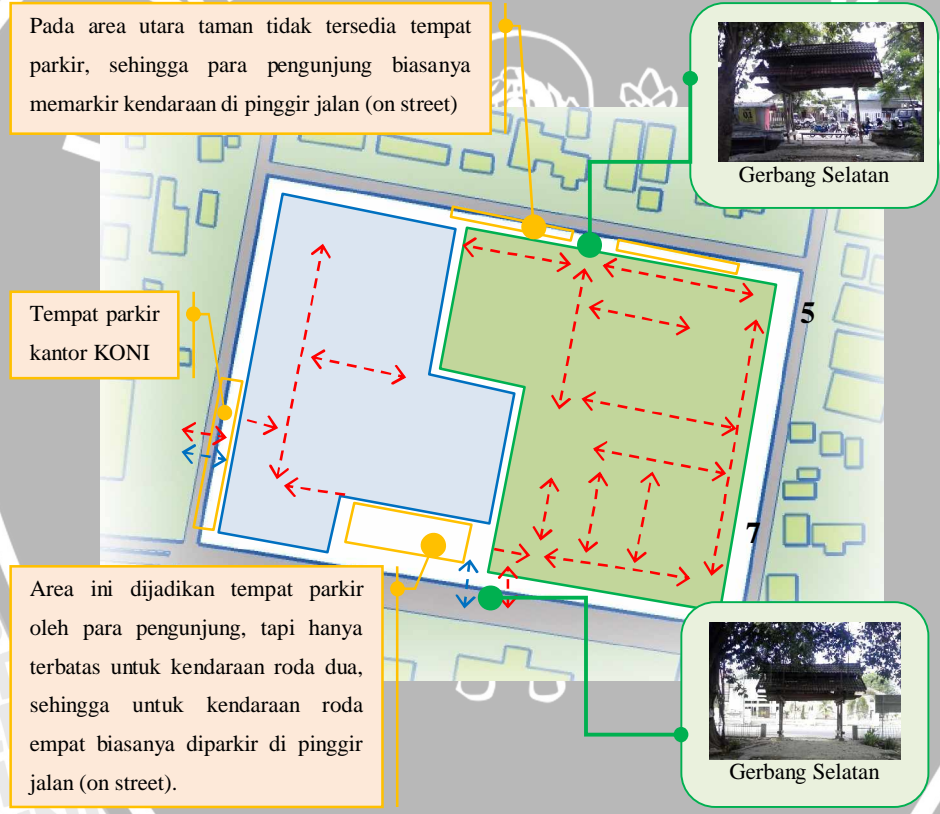 Pada area utara taman tidak tersedia tempat
parkir, sehingga para pengunjung biasanya
memarkir kendaraan di pinggir jalan (on street)
01
Gerbang Selatan
Tempat parkir
kantor KONI
5
7
Area ini dijadikan tempat parkir
oleh para pengunjung, tapi hanya
terbatas untuk kendaraan roda dua,
sehingga untuk kendaraan roda
empat biasanya diparkir di pinggir
jalan (on street).
Gerbang Selatan